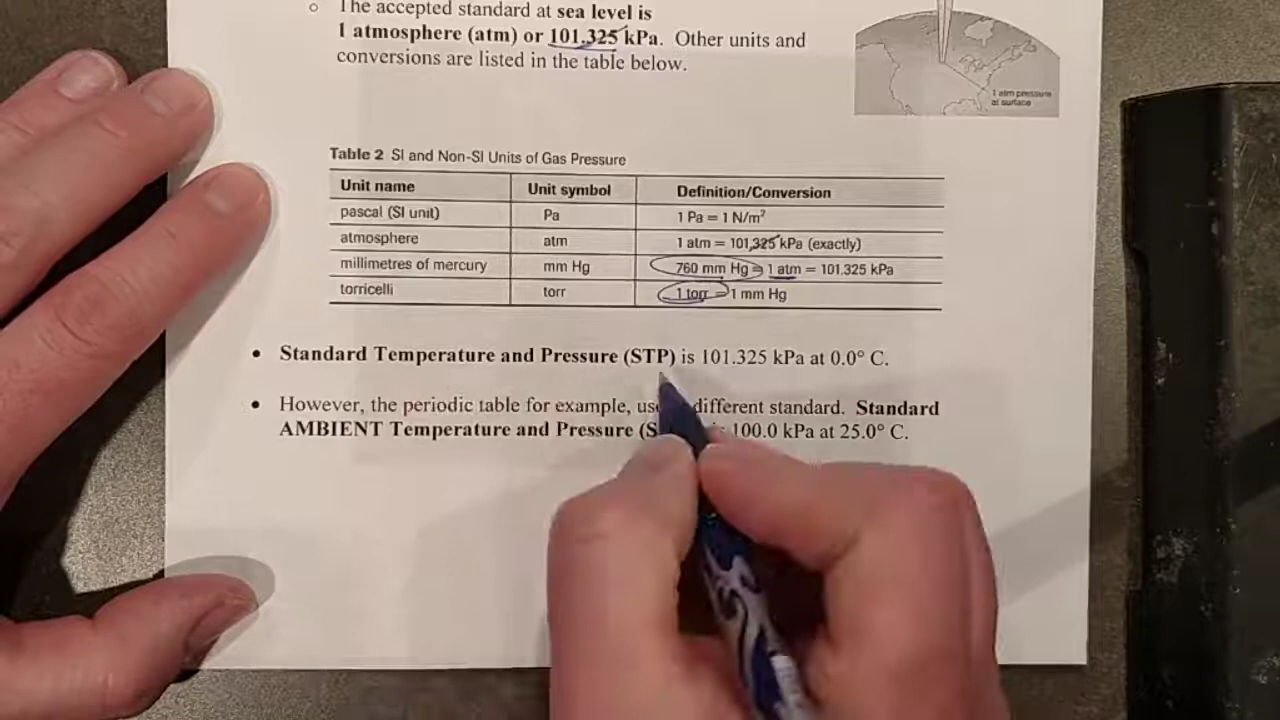 The accepted standard at sea level is
1 atmosphere (atm) or 101.325 kPa. Other units and
conversions are listed in the table below.
1 atm pressure
at surface
Table 2 SI and Non-SI Units of Gas Pressure
Unit name Unit symbol Definition/Conversion
pascal (SI unit) Pa 1 Pa = 1 N/m²
atmosphere atm 1 atm = 101,325 kPa (exactly)
millimetres of mercury mm Hg 760 mm Hg = 1 atm = 101.325 kPa
torricelli torr 1 torr = 1 mm Hg
• Standard Temperature and Pressure (STP) is 101.325 kPa at 0.0° C.
• However, the periodic table for example, different standard. Standard
AMBIENT Temperature and Pressure (S 100.0 kPa at 25.0° C.